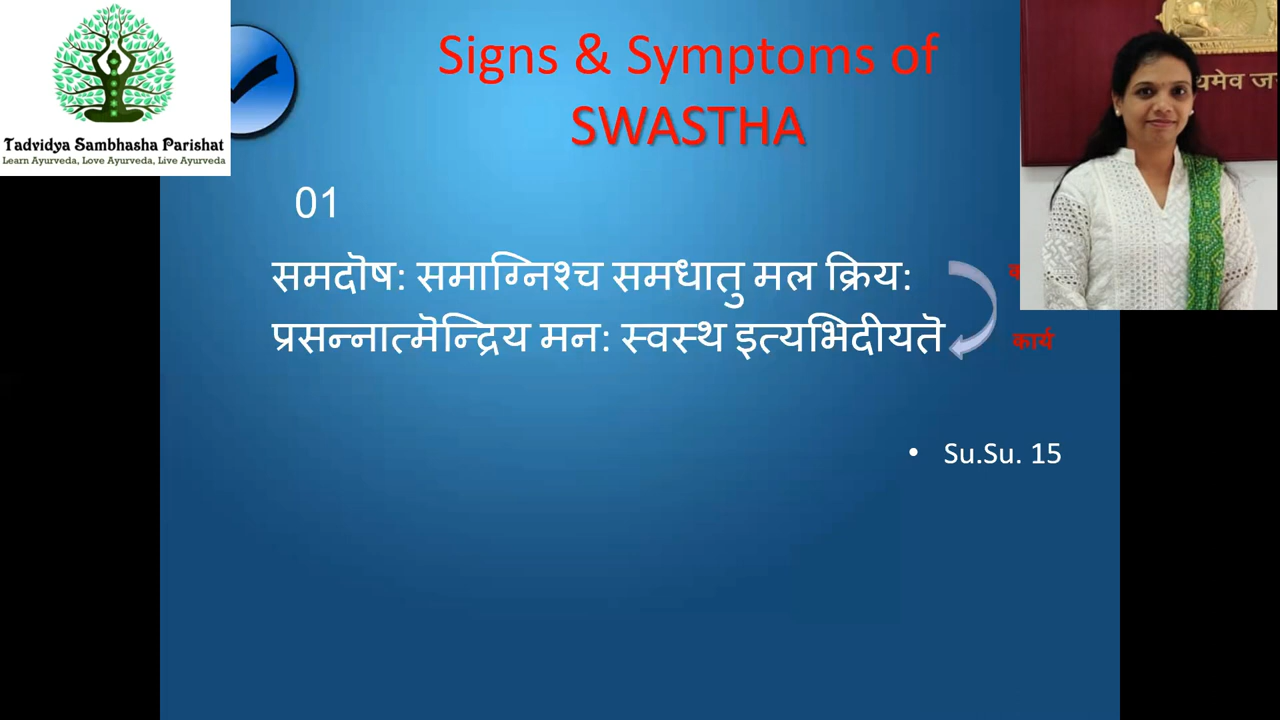 Tadvidya Sambhasha Parishat
Learn Ayurveda, Love Ayurveda, Live Ayurveda
Signs & Symptoms of
SWASTHA
01
समदॊष: समाग्निश्च समधातु मल क्रिय:
प्रसन्नात्मॆन्द्रिय मन: स्वस्थ इत्यभिदीयतॆ
कार्य
• Su.Su. 15